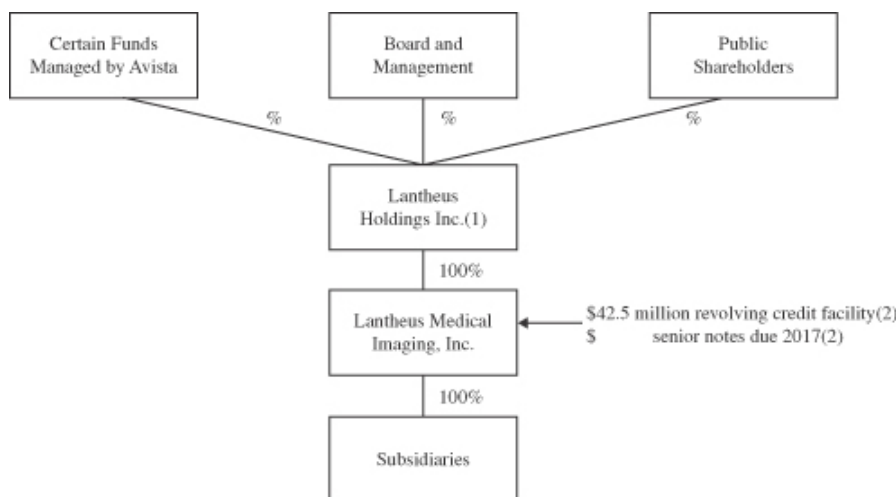 Certain Funds
Managed by Avista
Board and
Management
Public
Shareholders
%
%
%
Lantheus
Holdings Inc.(1)
100%
Lantheus Medical
Imaging, Inc.
$42.5 million revolving credit facility(2)
$ senior notes due 2017(2)
100%
Subsidiaries